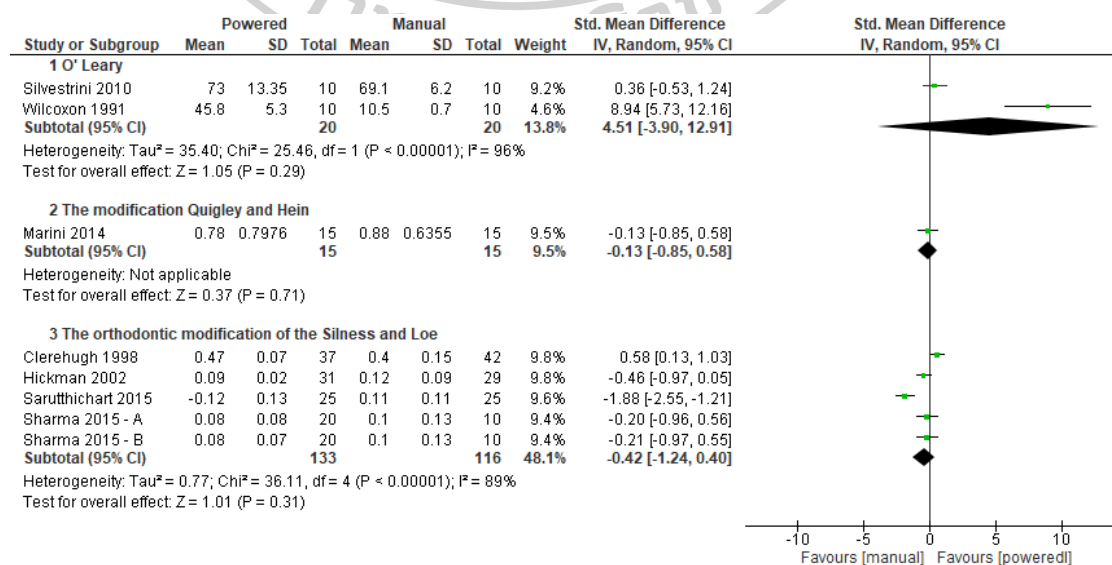 Powered Manual Std. Mean Difference Std. Mean Difference
Study or Subgroup Mean SD Total Mean SD Total Weight IV, Random, 95% CI IV, Random, 95% CI
1 O' Leary
Silvestrini 2010 73 13.35 10 69.1 6.2 10 9.2% 0.36 [-0.53, 1.24]
Wilcoxon 1991 45.8 5.3 10 10.5 0.7 10 4.6% 8.94 [5.73, 12.16]
Subtotal (95% CI) 20 20 13.8% 4.51 [-3.90, 12.91]
Heterogeneity: Tau² = 35.40; Chi² = 25.46, df = 1 (P < 0.00001); I² = 96%
Test for overall effect: Z = 1.05 (P = 0.29)
2 The modification Quigley and Hein
Marini 2014 0.78 0.7976 15 0.88 0.6355 15 9.5% -0.13 [-0.85, 0.58]
Subtotal (95% CI) 15 15 9.5% -0.13 [-0.85, 0.58]
Heterogeneity: Not applicable
Test for overall effect: Z = 0.37 (P = 0.71)
3 The orthodontic modification of the Silness and Loe
Clerehugh 1998 0.47 0.07 37 0.4 0.15 42 9.8% 0.58 [0.13, 1.03]
Hickman 2002 0.09 0.02 31 0.12 0.09 29 9.8% -0.46 [-0.97, 0.05]
Sarutthichart 2015 -0.12 0.13 25 0.11 0.11 25 9.6% -1.88 [-2.55, -1.21]
Sharma 2015 - A 0.08 0.08 20 0.1 0.13 10 9.4% -0.20 [-0.96, 0.56]
Sharma 2015 - B 0.08 0.07 20 0.1 0.13 10 9.4% -0.21 [-0.97, 0.55]
Subtotal (95% CI) 133 116 48.1% -0.42 [-1.24, 0.40]
Heterogeneity: Tau² = 0.77; Chi² = 36.11, df = 4 (P < 0.00001); I² = 89%
Test for overall effect: Z = 1.01 (P = 0.31)
-10 -5 0 5 10
Favours [manual] Favours [poweredl]